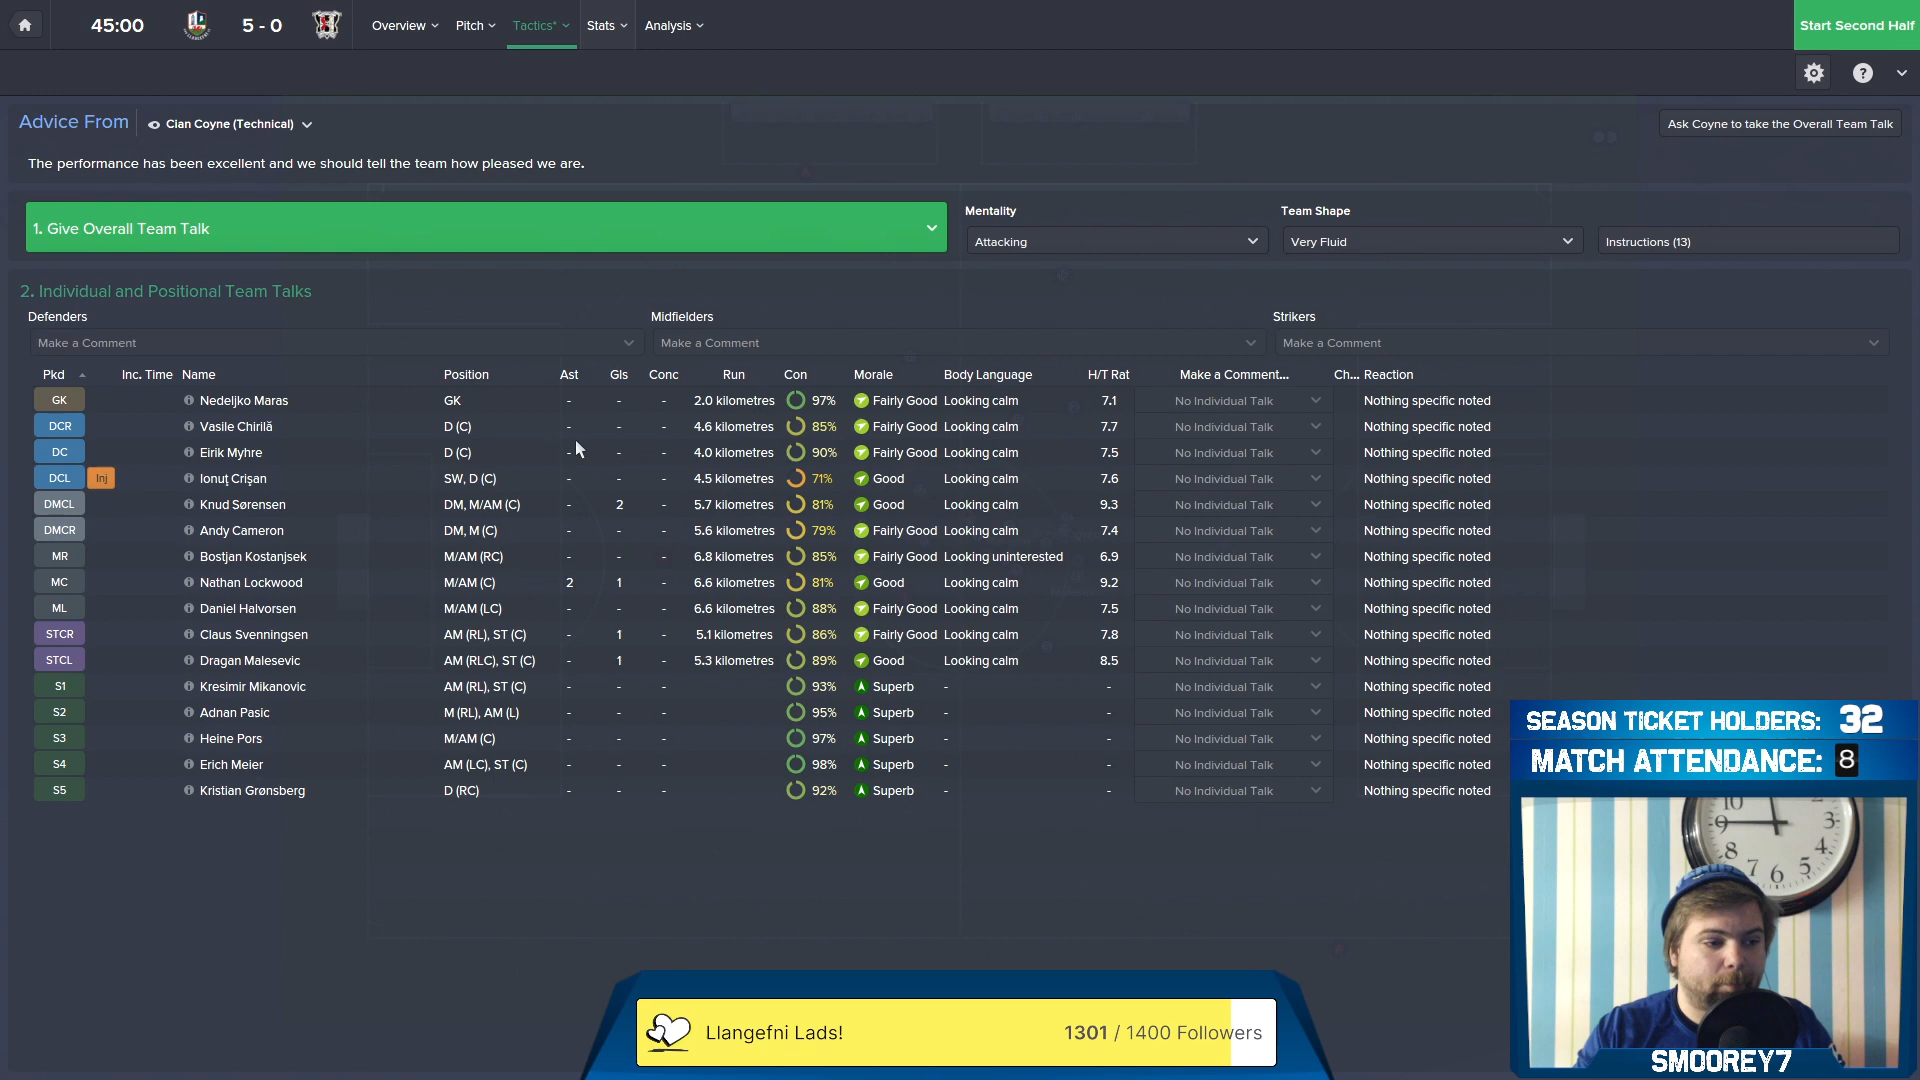 45:00 5 - 0 Overview Pitch Tactics* Stats Analysis Start Second Half
?
Advice From Cian Coyne (Technical) Ask Coyne to take the Overall Team Talk
The performance has been excellent and we should tell the team how pleased we are.
1. Give Overall Team Talk
Mentality Team Shape
Attacking Very Fluid Instructions (13)
2. Individual and Positional Team Talks
Defenders Midfielders Strikers
Make a Comment Make a Comment Make a Comment
Pkd Inc. Time Name Position Ast Gls Conc Run Con Morale Body Language H/T Rat Make a Comment... Ch... Reaction
GK Nedeljko Maras GK - - - 2.0 kilometres 97% Fairly Good Looking calm 7.1 No Individual Talk Nothing specific noted
DCR Vasile Chirilă D (C) - - - 4.6 kilometres 85% Fairly Good Looking calm 7.7 No Individual Talk Nothing specific noted
DC Eirik Myhre D (C) - - - 4.0 kilometres 90% Fairly Good Looking calm 7.5 No Individual Talk Nothing specific noted
DCL Inj Ionuţ Crişan SW, D (C) - - - 4.5 kilometres 71% Good Looking calm 7.6 No Individual Talk Nothing specific noted
DMCL Knud Sørensen DM, M/AM (C) - 2 - 5.7 kilometres 81% Good Looking calm 9.3 No Individual Talk Nothing specific noted
DMCR Andy Cameron DM, M (C) - - - 5.6 kilometres 79% Fairly Good Looking calm 7.4 No Individual Talk Nothing specific noted
MR Bostjan Kostanjsek M/AM (RC) - - - 6.8 kilometres 85% Fairly Good Looking uninterested 6.9 No Individual Talk Nothing specific noted
MC Nathan Lockwood M/AM (C) 2 1 - 6.6 kilometres 81% Good Looking calm 9.2 No Individual Talk Nothing specific noted
ML Daniel Halvorsen M/AM (LC) - - - 6.6 kilometres 88% Fairly Good Looking calm 7.5 No Individual Talk Nothing specific noted
STCR Claus Svenningsen AM (RL), ST (C) - 1 - 5.1 kilometres 86% Fairly Good Looking calm 7.8 No Individual Talk Nothing specific noted
STCL Dragan Malesevic AM (RLC), ST (C) - 1 - 5.3 kilometres 89% Good Looking calm 8.5 No Individual Talk Nothing specific noted
S1 Kresimir Mikanovic AM (RL), ST (C) - - - 93% Superb - - No Individual Talk Nothing specific noted
S2 Adnan Pasic M (RL), AM (L) - - - 95% Superb - - No Individual Talk Nothing specific noted
S3 Heine Pors M/AM (C) - - - 97% Superb - - No Individual Talk Nothing specific noted
S4 Erich Meier AM (LC), ST (C) - - - 98% Superb - - No Individual Talk Nothing specific noted
S5 Kristian Grønsberg D (RC) - - - 92% Superb - - No Individual Talk Nothing specific noted
SEASON TICKET HOLDERS: 32
MATCH ATTENDANCE: 8
10
9 3
8 4
7 6 5
Llangefni Lads! 1301 / 1400 Followers
SMOOREY7